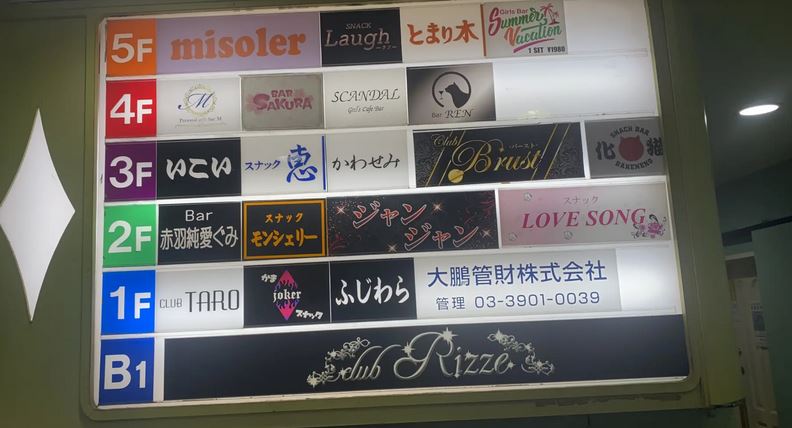 5F
misoler
SNACK
Laugh
とまり木
Girls Bar
Summer
Vacation
1 SET ¥1980
4F
M
BAR
SAKURA
SCANDAL
Girl's Cafe Bar
Bar REN
3F
いこい
スナック 恵
かわせみ
Club
Brust
-バースト-
SNACK BAR
化猫
BAKENEKO
2F
Bar
赤羽純愛ぐみ
スナック
モンシェリー
ジャン
ジャン
スナック
LOVE SONG
1F
CLUB TARO
かま
joker
スナック
ふじわら
大鵬管財株式会社
管理 03-3901-0039
B1
club Rizze